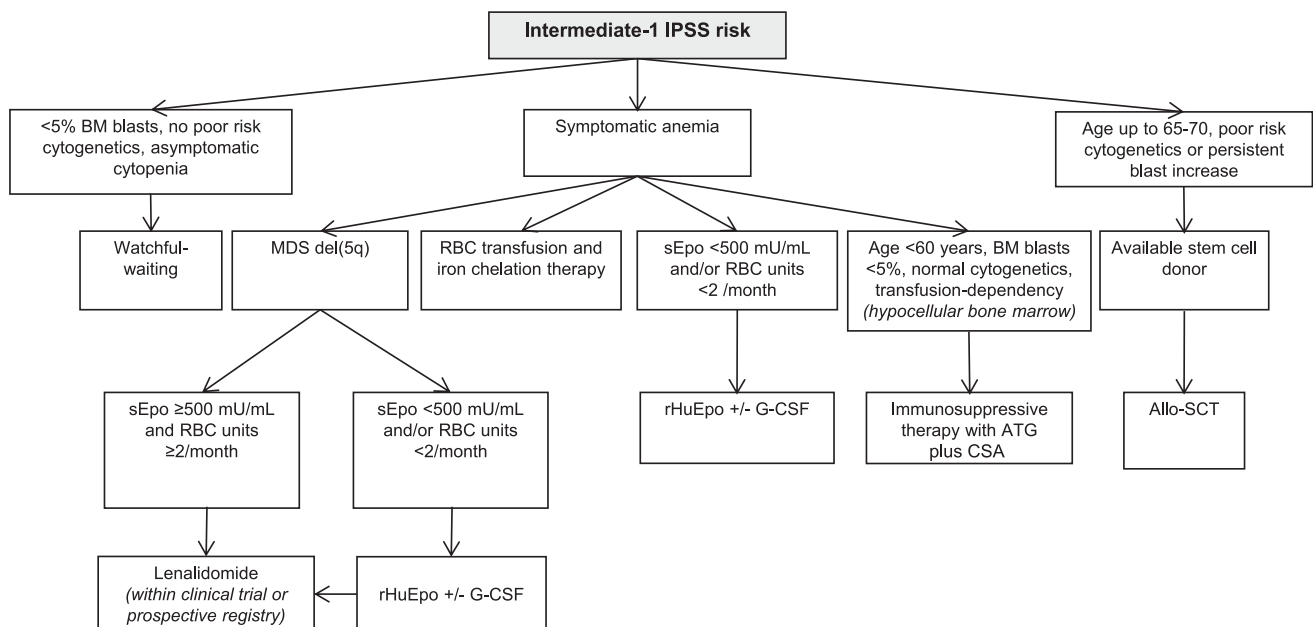 Intermediate-1 IPSS risk
<5% BM blasts, no poor risk
cytogenetics, asymptomatic
cytopenia
Symptomatic anemia
Age up to 65-70, poor risk
cytogenetics or persistent
blast increase
Watchful-
waiting
MDS del(5q)
RBC transfusion and
iron chelation therapy
sEpo <500 mU/mL
and/or RBC units
<2 /month
Age <60 years, BM blasts
<5%, normal cytogenetics,
transfusion-dependency
(hypocellular bone marrow)
Available stem cell
donor
sEpo ≥500 mU/mL
and RBC units
≥2/month
sEpo <500 mU/mL
and/or RBC units
<2/month
rHuEpo +/- G-CSF
Immunosuppressive
therapy with ATG
plus CSA
Allo-SCT
Lenalidomide
(within clinical trial or
prospective registry)
rHuEpo +/- G-CSF